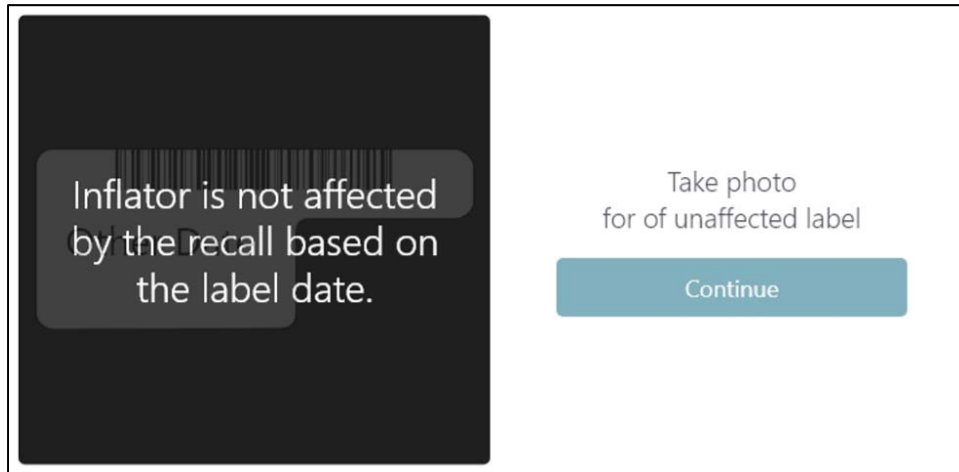 Inflator is not affected
by the recall based on
the label date.
Take photo
for of unaffected label
Continue